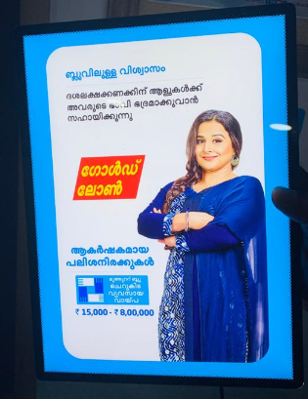 ബ്ലൂവിലുള്ള വിശ്വാസം
ദശലക്ഷക്കണക്കിന് ആളുകൾക്ക്
അവരുടെ ഭാവി ഭദ്രമാക്കുവാൻ
സഹായിക്കുന്നു
ഗോൾഡ്
ലോൺ
ആകർഷകമായ
പലിശനിരക്കുകൾ
മുത്തൂറ്റ് ബ്ലൂ
ചെറുകിട
വ്യവസായ
വായ്പ
₹ 15,000 - ₹ 8,00,000